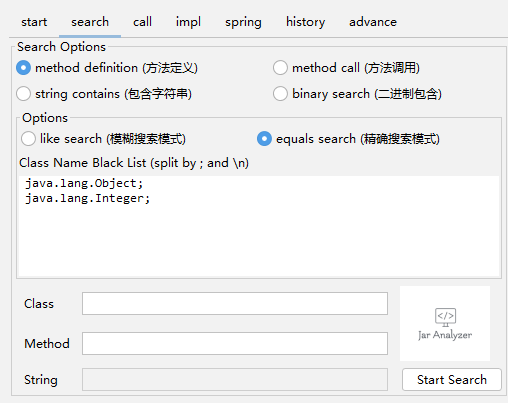 start search call impl spring history advance
Search Options
method definition (方法定义) method call (方法调用)
string contains (包含字符串) binary search (二进制包含)
Options
like search (模糊搜索模式) equals search (精确搜索模式)
Class Name Black List (split by ; and \n)
java.lang.Object;
java.lang.Integer;
Class
</>
Jar Analyzer
Method
String
Start Search